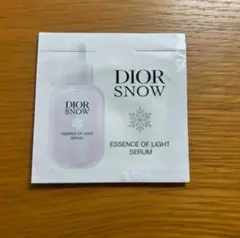 DIOR
SNOW
ESSENCE OF LIGHT
SERUM
DIOR
SNOW
ESSENCE OF LIGHT
SERUM